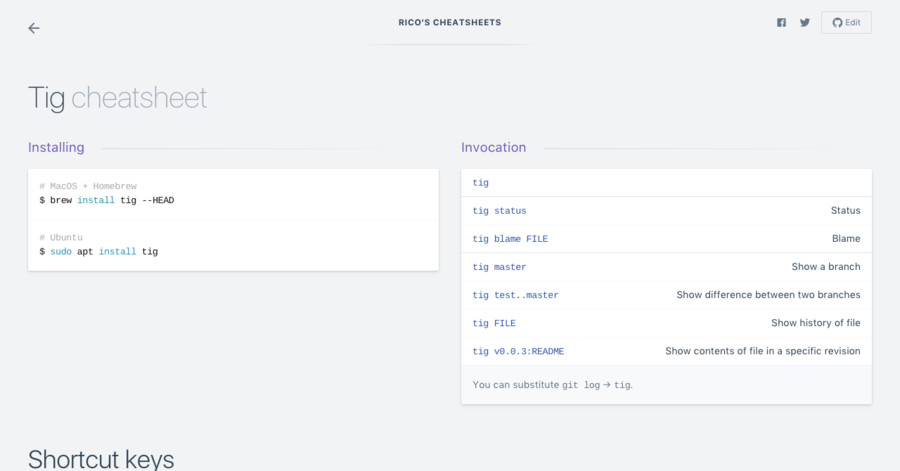 RICO'S CHEATSHEETS
Edit
Tig cheatsheet
Installing
# MacOS + Homebrew
$ brew install tig --HEAD
# Ubuntu
$ sudo apt install tig
Invocation
tig
tig status Status
tig blame FILE Blame
tig master Show a branch
tig test..master Show difference between two branches
tig FILE Show history of file
tig v0.0.3:README Show contents of file in a specific revision
You can substitute git log → tig.
Shortcut keys